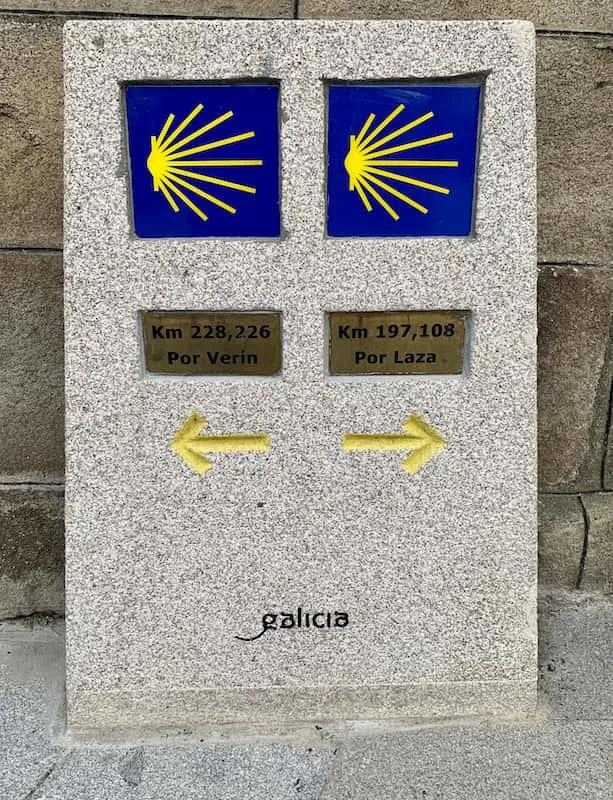 Km 228,226
Por Verín
Km 197,108
Por Laza
galicia